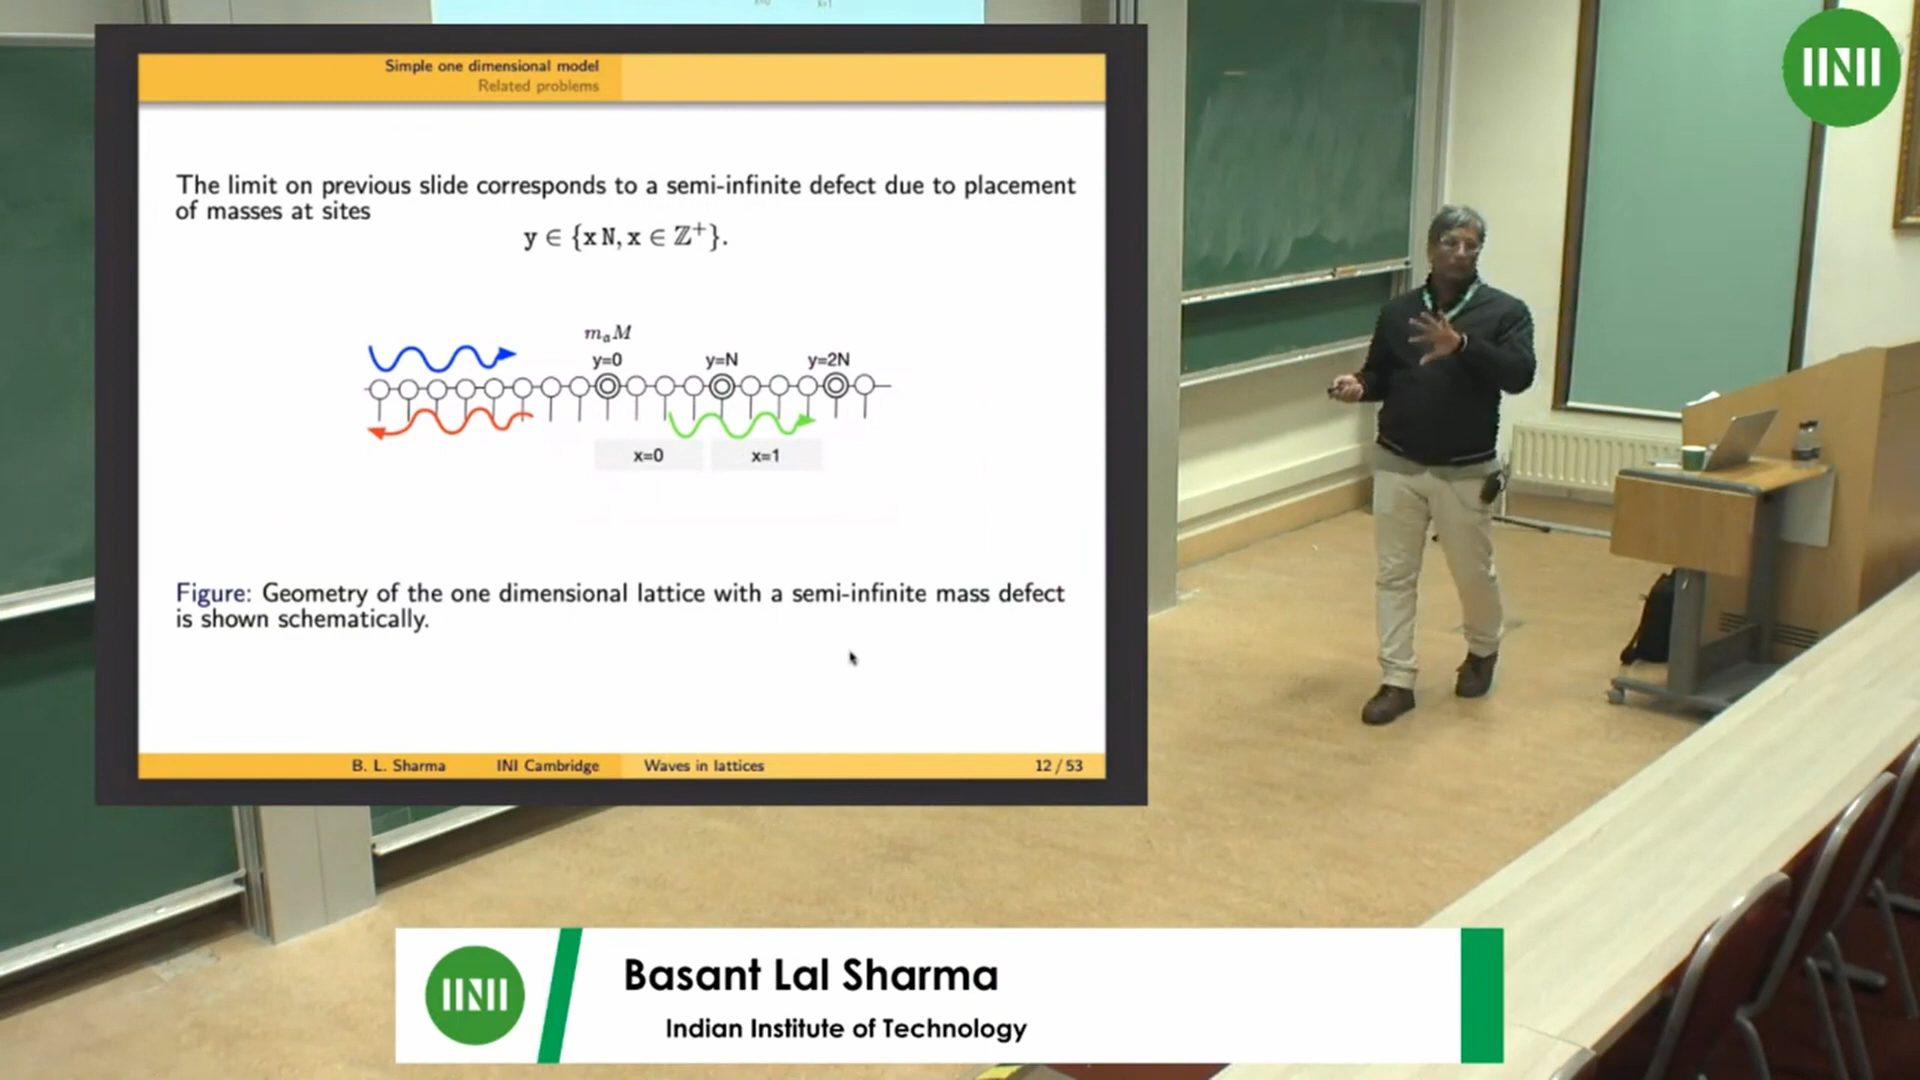 Simple one dimensional model
Related problems
The limit on previous slide corresponds to a semi-infinite defect due to placement
of masses at sites
y ∈ {x N, x ∈ ℤ⁺}.
mₐM
y=0 y=N y=2N
x=0 x=1
Figure: Geometry of the one dimensional lattice with a semi-infinite mass defect
is shown schematically.
B. L. Sharma INI Cambridge Waves in lattices 12 / 53
INI
INI
Basant Lal Sharma
Indian Institute of Technology